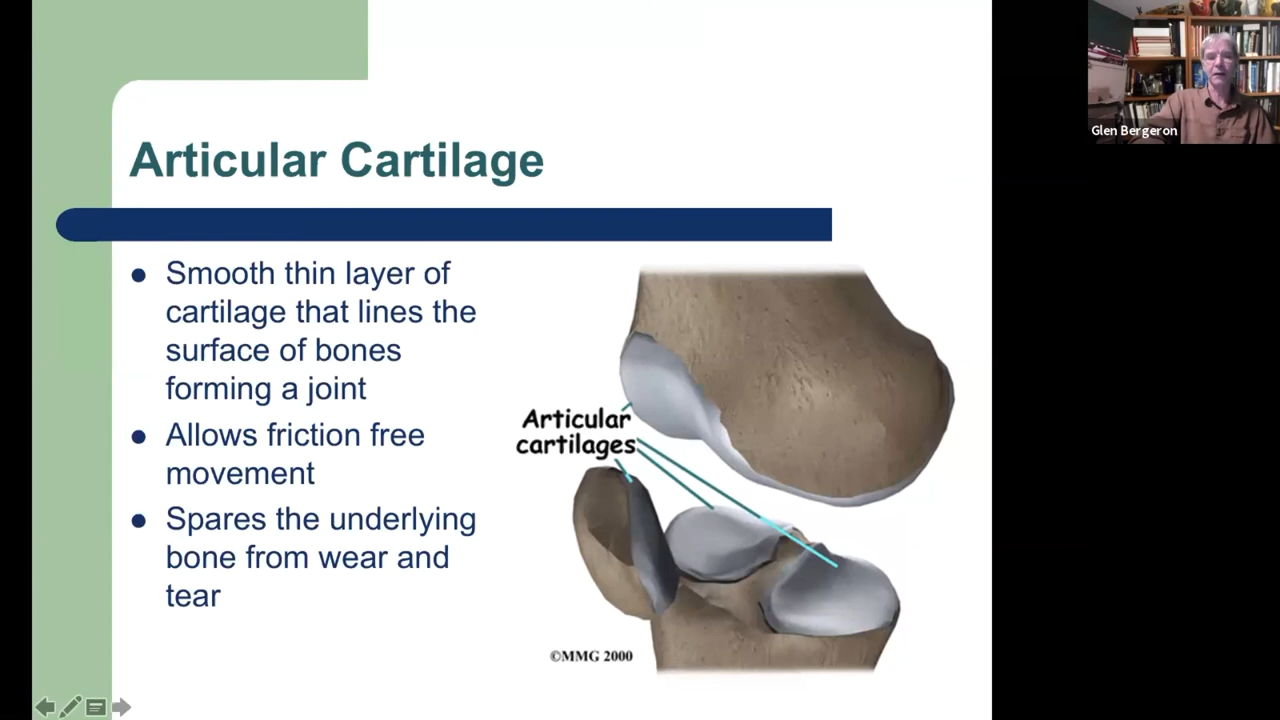 Articular Cartilage
● Smooth thin layer of
cartilage that lines the
surface of bones
forming a joint
● Allows friction free
movement
● Spares the underlying
bone from wear and
tear
Articular
cartilages
©MMG 2000
Glen Bergeron